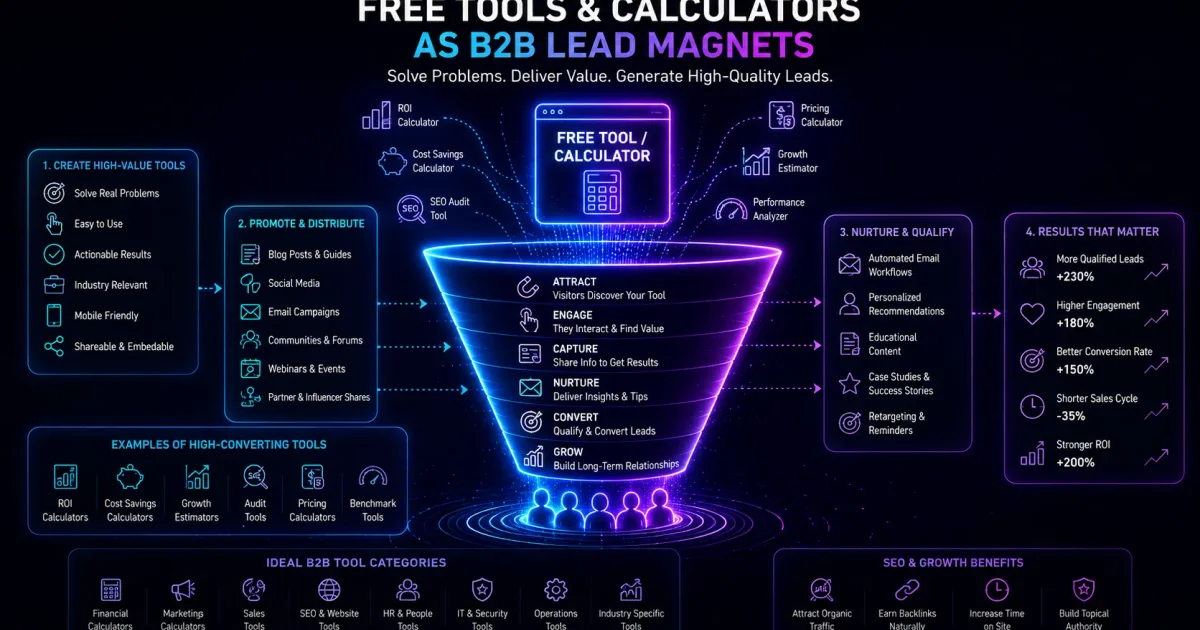 FREE TOOLS & CALCULATORS
AS B2B LEAD MAGNETS
Solve Problems. Deliver Value. Generate High-Quality Leads.
ROI
Calculator
Cost Savings
Calculator
SEO
SEO Audit
Tool
FREE TOOL /
CALCULATOR
Pricing
Calculator
Growth
Estimator
Performance
Analyzer
1. CREATE HIGH-VALUE TOOLS
Solve Real Problems
Easy to Use
Actionable Results
Industry Relevant
Mobile Friendly
Shareable & Embedable
2. PROMOTE & DISTRIBUTE
Blog Posts & Guides
Social Media
Email Campaigns
Communities & Forums
Webinars & Events
Partner & Influencer Shares
ATTRACT
Visitors Discover Your Tool
ENGAGE
They Interact & Find Value
CAPTURE
Share Info to Get Results
NURTURE
Deliver Insights & Tips
CONVERT
Qualify & Convert Leads
GROW
Build Long-Term Relationships
3. NURTURE & QUALIFY
Automated Email
Workflows
Personalized
Recommendations
Educational
Content
Case Studies &
Success Stories
Retargeting &
Reminders
4. RESULTS THAT MATTER
More Qualified Leads
+230%
Higher Engagement
+180%
Better Conversion Rate
+150%
Shorter Sales Cycle
-35%
Stronger ROI
+200%
EXAMPLES OF HIGH-CONVERTING TOOLS
ROI
Calculators
Cost Savings
Calculators
Growth
Estimators
Audit
Tools
Pricing
Calculators
Benchmark
Tools
IDEAL B2B TOOL CATEGORIES
Financial
Calculators
Marketing
Calculators
Sales
Tools
SEO & Website
Tools
HR & People
Tools
IT & Security
Tools
Operations
Tools
Industry Specific
Tools
SEO & GROWTH BENEFITS
Attract Organic
Traffic
Earn Backlinks
Naturally
Increase Time
on Site
Build Topical
Authority